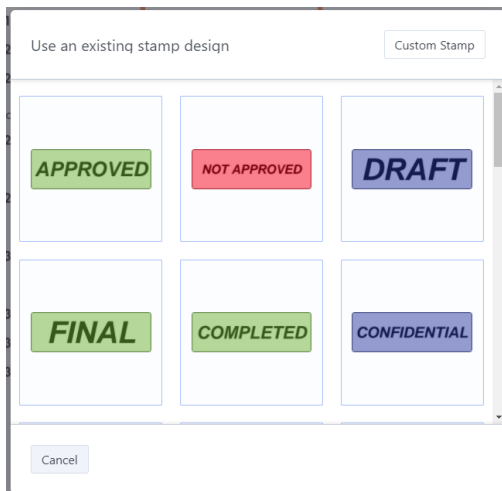 Use an existing stamp design
Custom Stamp
APPROVED
NOT APPROVED
DRAFT
FINAL
COMPLETED
CONFIDENTIAL
Cancel